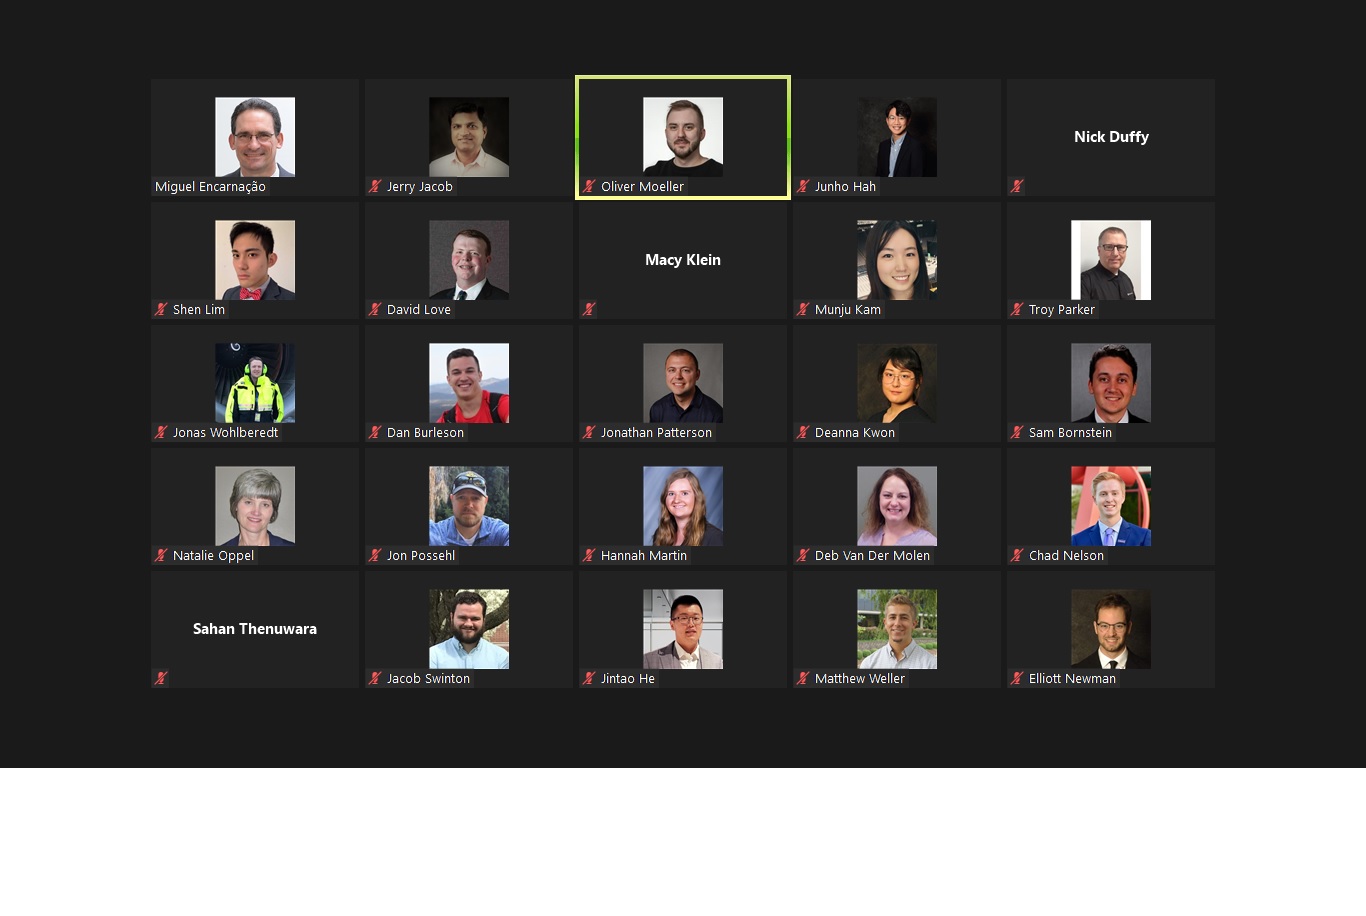 Nick Duffy
Miguel Encarnação
Jerry Jacob
Oliver Moeller
Junho Hah
Macy Klein
Shen Lim
David Love
Munju Kam
Troy Parker
Jonas Wohlberedt
Dan Burleson
Jonathan Patterson
Deanna Kwon
Sam Bornstein
Natalie Oppel
Jon Possehl
Hannah Martin
Deb Van Der Molen
Chad Nelson
Sahan Thenuwara
Jacob Swinton
Jintao He
Matthew Weller
Elliott Newman